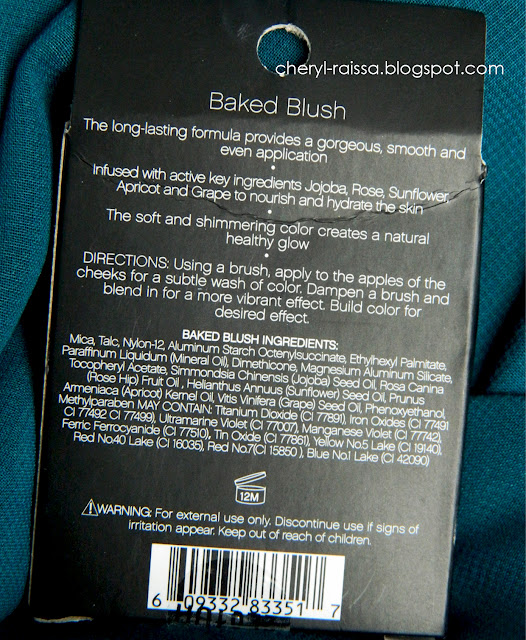 cheryl-raissa.blogspot.com
Baked Blush
The long-lasting formula provides a gorgeous, smooth and
even application
•
Infused with active key ingredients Jojoba, Rose, Sunflower,
Apricot and Grape to nourish and hydrate the skin
•
The soft and shimmering color creates a natural
healthy glow
•
DIRECTIONS: Using a brush, apply to the apples of the
cheeks for a subtle wash of color. Dampen a brush and
blend in for a more vibrant effect. Build color for
desired effect.
BAKED BLUSH INGREDIENTS:
Mica, Talc, Nylon-12, Aluminum Starch Octenylsuccinate, Ethylhexyl Palmitate,
Paraffinum Liquidum (Mineral Oil), Dimethicone, Magnesium Aluminum Silicate,
Tocopheryl Acetate, Simmondsia Chinensis (Jojoba) Seed Oil, Rosa Canina
(Rose Hip) Fruit Oil , Helianthus Annuus (Sunflower) Seed Oil, Prunus
Armeniaca (Apricot) Kernel Oil, Vitis Vinifera (Grape) Seed Oil, Phenoxyethanol,
Methylparaben MAY CONTAIN: Titanium Dioxide (CI 77891), Iron Oxides (CI 77491
CI 77492 CI 77499), Ultramarine Violet (CI 77007), Manganese Violet (CI 77742),
Ferric Ferrocyanide (CI 77510), Tin Oxide (CI 77861), Yellow No.5 Lake (CI 19140),
Red No.40 Lake (CI 16035), Red No.7(CI 15850 ), Blue No.1 Lake (CI 42090)
12M
⚠WARNING: For external use only. Discontinue use if signs of
irritation appear. Keep out of reach of children.
6 09332 83351 7